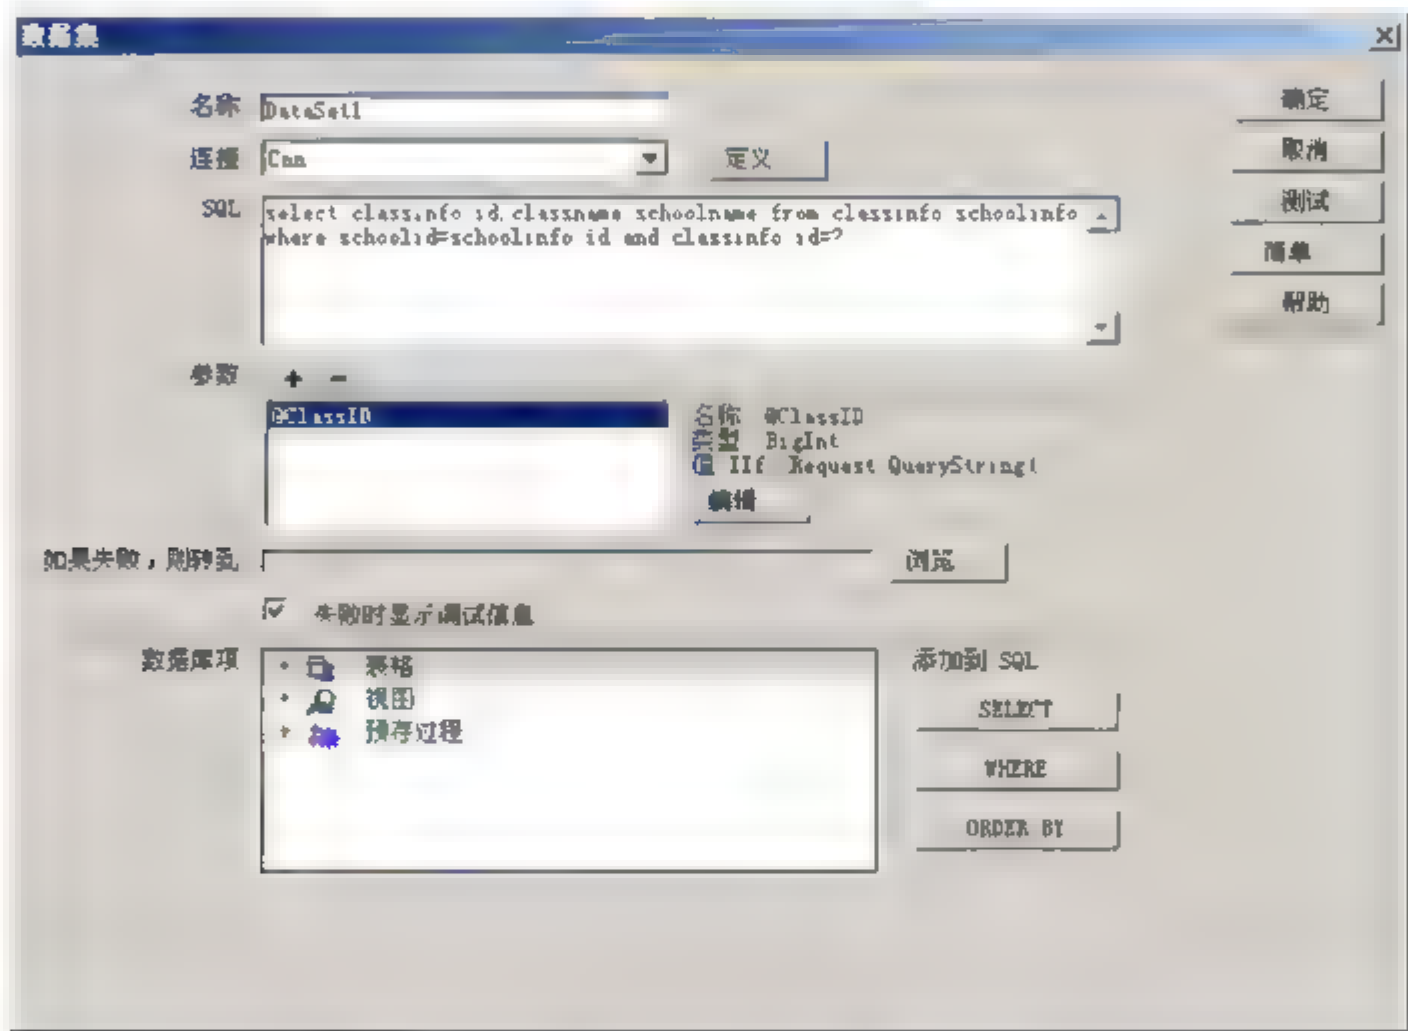 数据集
名称 DataSet1
连接 Cnn
定义
SQL select classinfo id,classname schoolname from classinfo schoolinfo
where schoolid=schoolinfo id and classinfo id=?
参数 + -
@ClassID
名称 @ClassID
类型 BigInt
值 IIf Request QueryString(
编辑
如果失败，则转到
浏览
失败时显示调试信息
数据库项
表格
视图
预存过程
添加到 SQL
SELECT
WHERE
ORDER BY
确定
取消
测试
简单
帮助